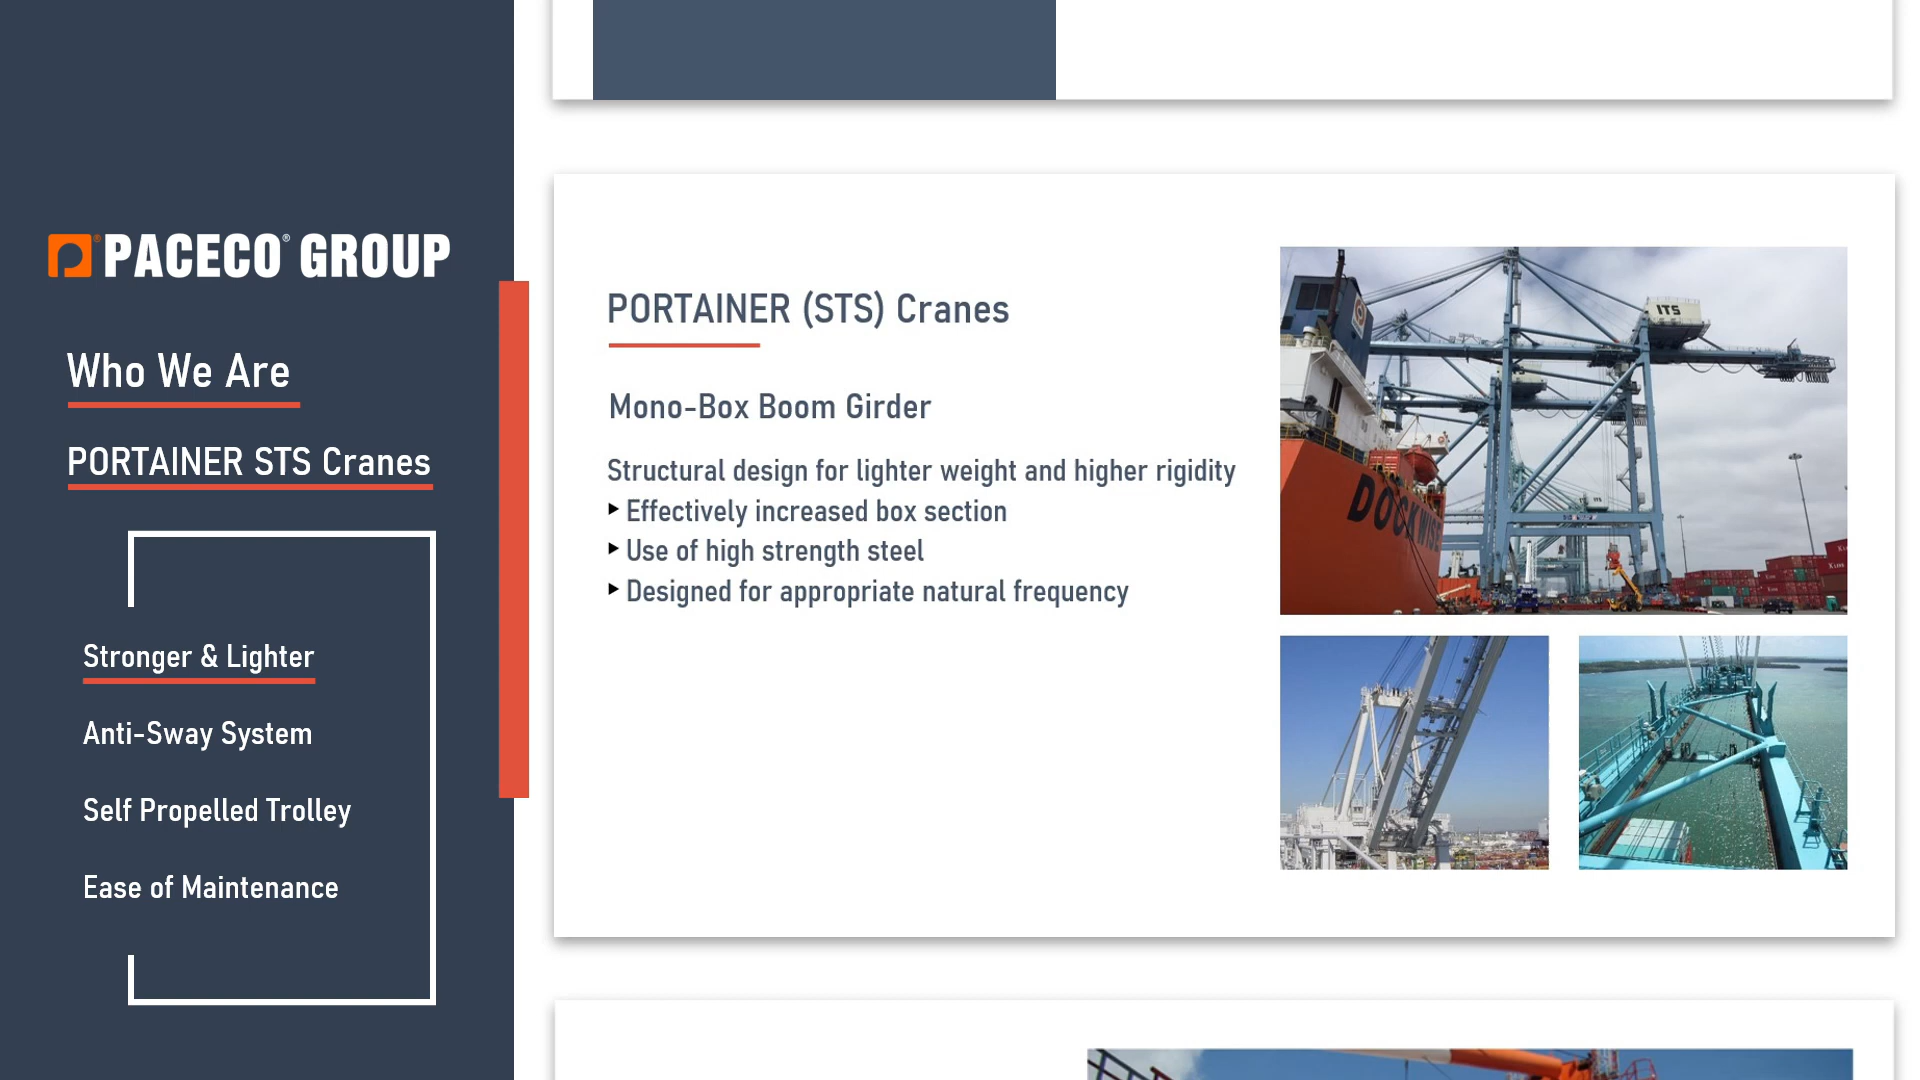 PACECO® GROUP
Who We Are
PORTAINER STS Cranes
Stronger & Lighter
Anti-Sway System
Self Propelled Trolley
Ease of Maintenance
PORTAINER (STS) Cranes
Mono-Box Boom Girder
Structural design for lighter weight and higher rigidity
Effectively increased box section
Use of high strength steel
Designed for appropriate natural frequency
ITS
DOCKWISE